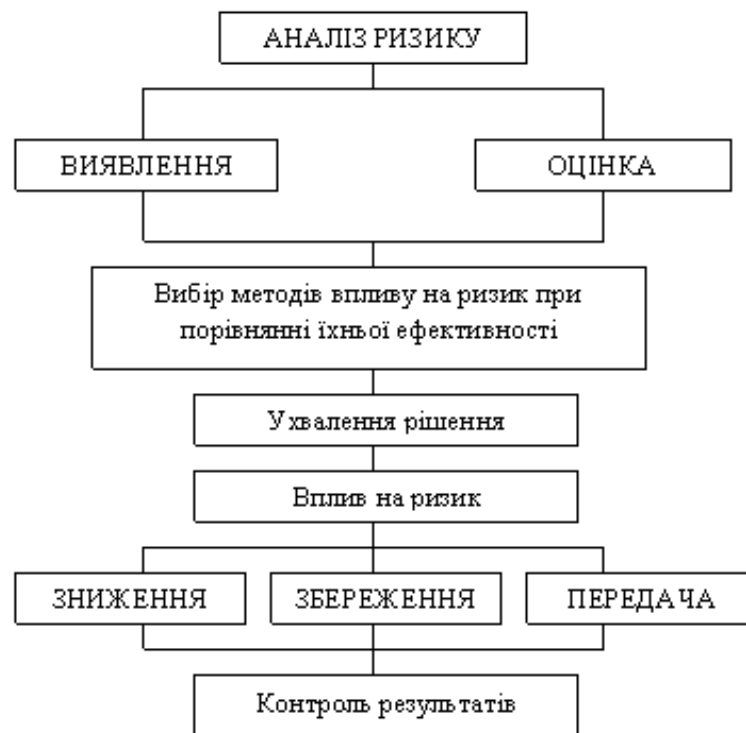 АНАЛІЗ РИЗИКУ
ВИЯВЛЕННЯ
ОЦІНКА
Вибір методів впливу на ризик при
порівнянні їхньої ефективності
Ухвалення рішення
Вплив на ризик
ЗНИЖЕННЯ
ЗБЕРЕЖЕННЯ
ПЕРЕДАЧА
Контроль результатів